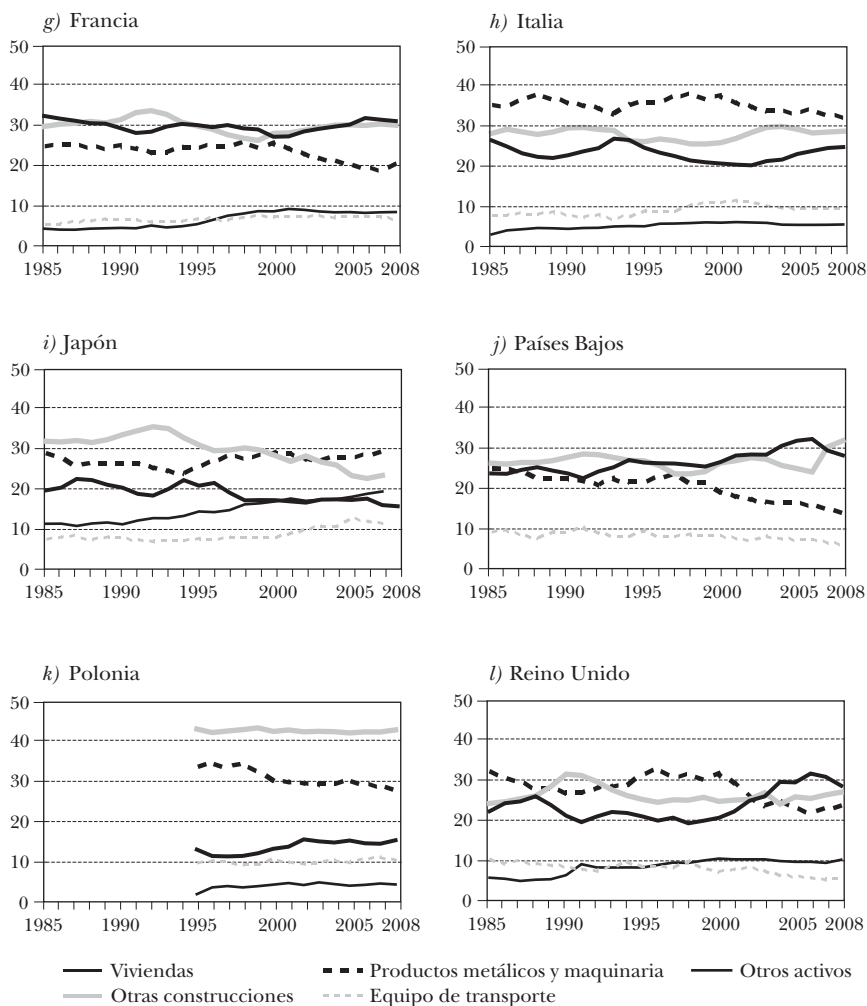 g) Francia
50
40
30
20
10
0
1985 1990 1995 2000 2005 2008
h) Italia
50
40
30
20
10
0
1985 1990 1995 2000 2005 2008
i) Japón
50
40
30
20
10
0
1985 1990 1995 2000 2005 2008
j) Países Bajos
50
40
30
20
10
0
1985 1990 1995 2000 2005 2008
k) Polonia
50
40
30
20
10
0
1985 1990 1995 2000 2005 2008
l) Reino Unido
50
40
30
20
10
0
1985 1990 1995 2000 2005 2008
Viviendas Productos metálicos y maquinaria Otros activos
Otras construcciones Equipo de transporte